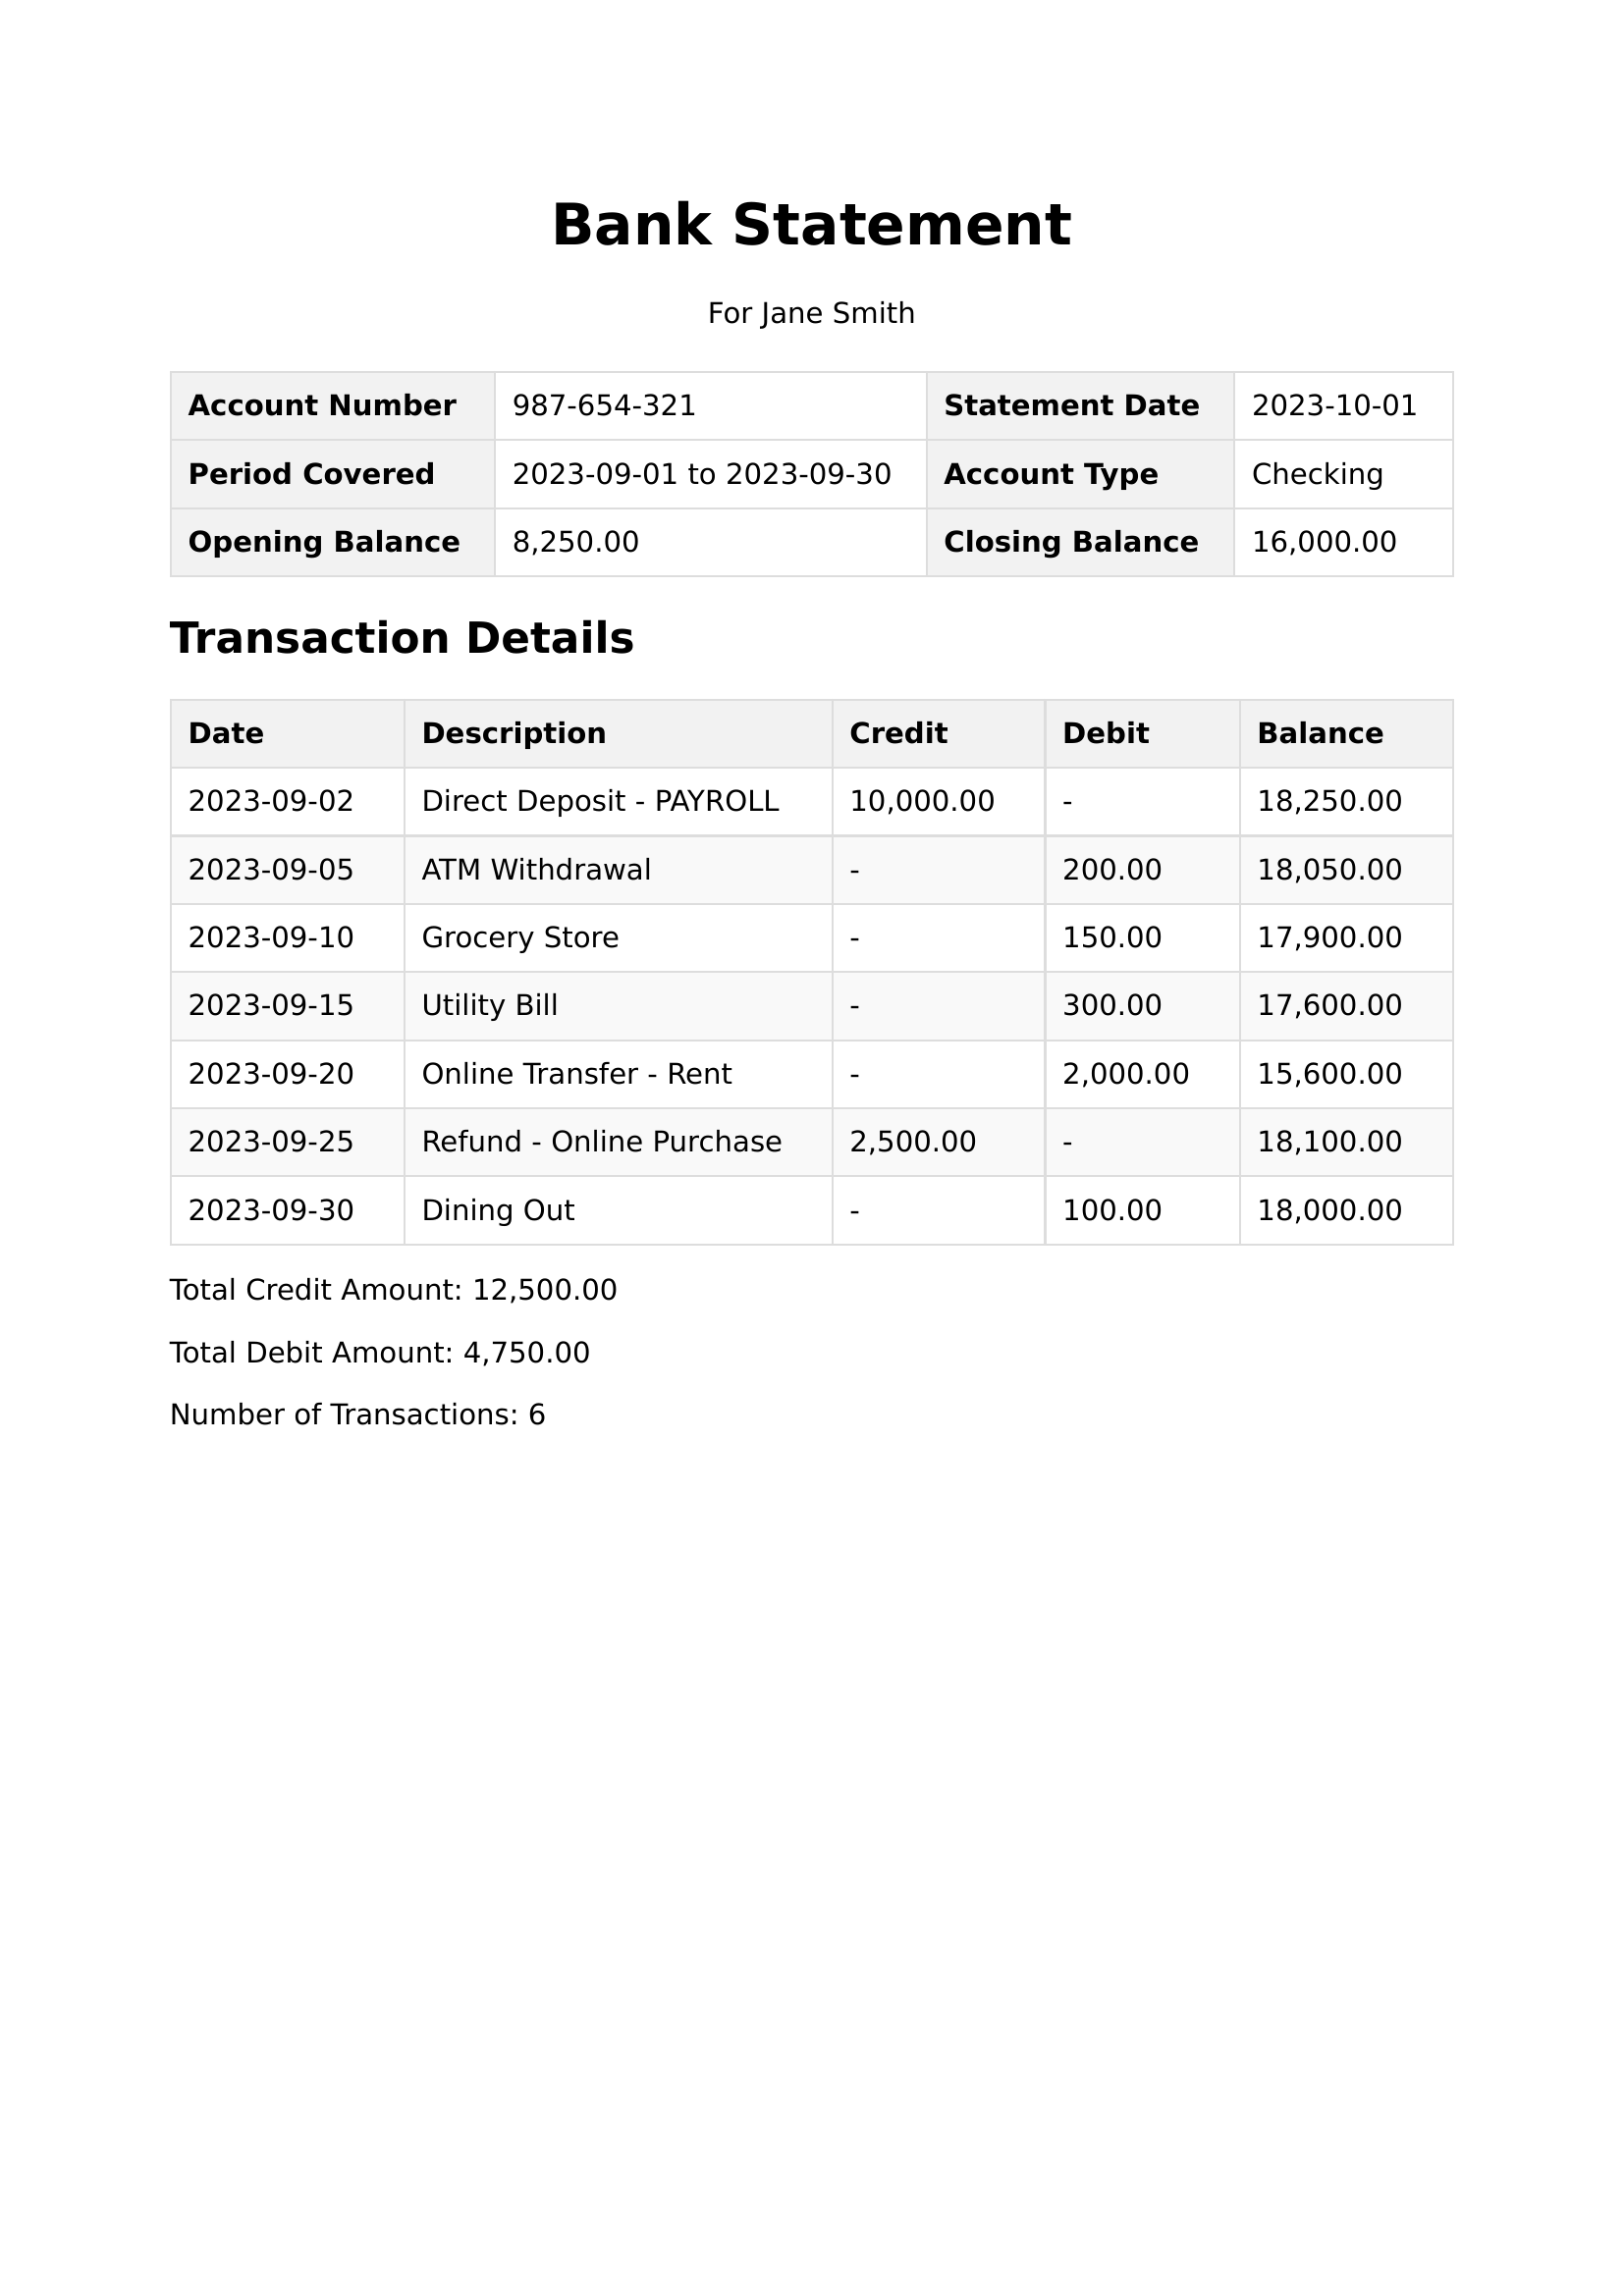 Bank Statement
For Jane Smith
Account Number 987-654-321 Statement Date 2023-10-01
Period Covered 2023-09-01 to 2023-09-30 Account Type Checking
Opening Balance 8,250.00 Closing Balance 16,000.00
Transaction Details
Date Description Credit Debit Balance
2023-09-02 Direct Deposit - PAYROLL 10,000.00 - 18,250.00
2023-09-05 ATM Withdrawal - 200.00 18,050.00
2023-09-10 Grocery Store - 150.00 17,900.00
2023-09-15 Utility Bill - 300.00 17,600.00
2023-09-20 Online Transfer - Rent - 2,000.00 15,600.00
2023-09-25 Refund - Online Purchase 2,500.00 - 18,100.00
2023-09-30 Dining Out - 100.00 18,000.00
Total Credit Amount: 12,500.00
Total Debit Amount: 4,750.00
Number of Transactions: 6